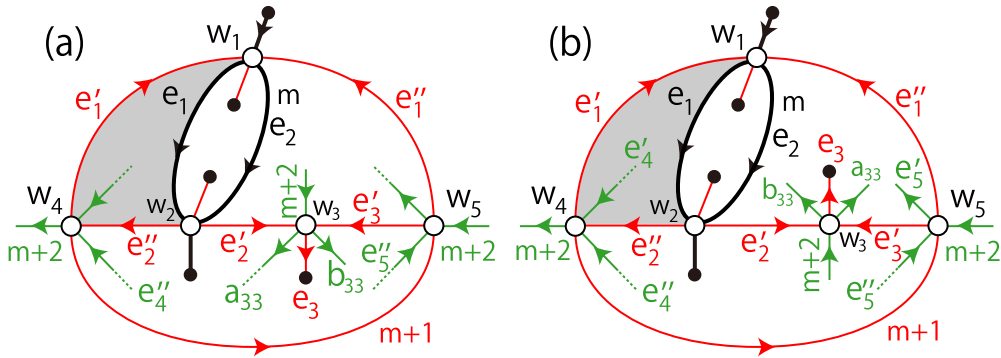 (a)
w₁
e₁′
e₁
m
e₂
e₁″
m+2
w₄
w₂
w₃
e₃′
w₅
m+2
e₂″
e₂′
e₄″
a₃₃
b₃₃
e₃
e₅″
m+2
m+1
(b)
w₁
e₁′
e₁
m
e₂
e₁″
e₄′
e₃
b₃₃
a₃₃
e₅′
w₄
w₂
w₃
e₃′
w₅
m+2
e₂″
e₂′
m+2
e₄″
e₅″
m+2
m+1